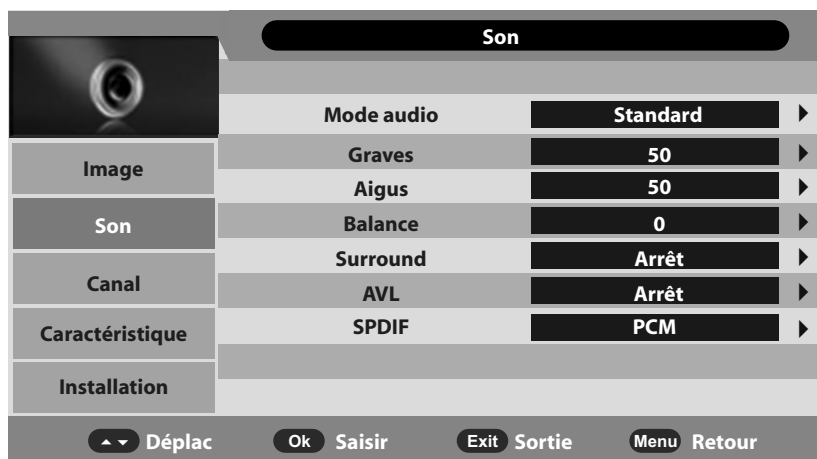 Son
Mode audio Standard
Graves 50
Aigus 50
Balance 0
Surround Arrêt
AVL Arrêt
SPDIF PCM
Image
Son
Canal
Caractéristique
Installation
Déplac Ok Saisir Exit Sortie Menu Retour